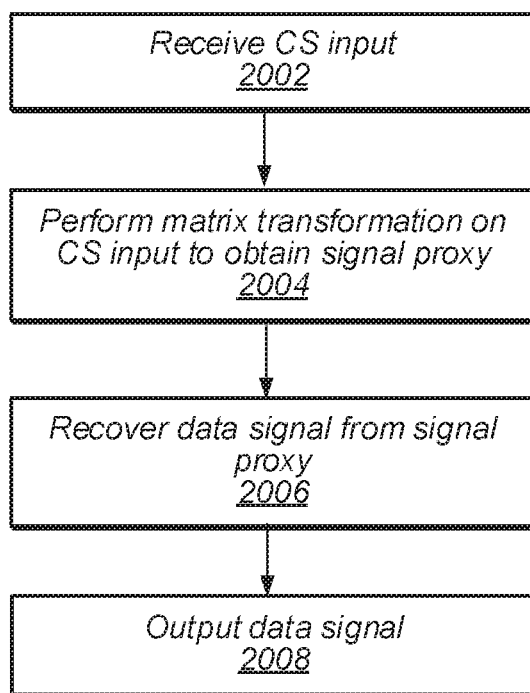 Receive CS input
2002
Perform matrix transformation on
CS input to obtain signal proxy
2004
Recover data signal from signal
proxy
2006
Output data signal
2008